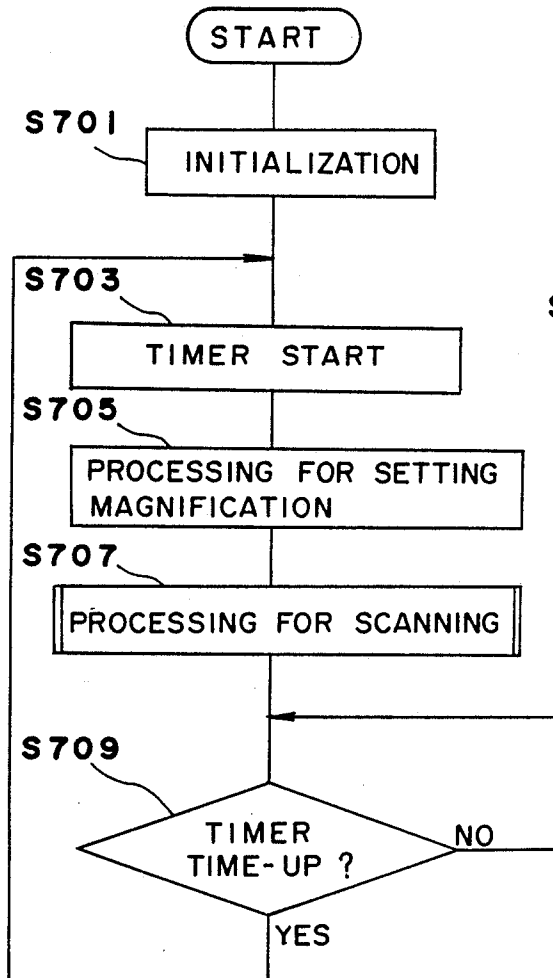 START
S701
INITIALIZATION
S703
S
TIMER START
S705
PROCESSING FOR SETTING
MAGNIFICATION
S707
PROCESSING FOR SCANNING
S709
TIMER
TIME-UP ?
NO
YES